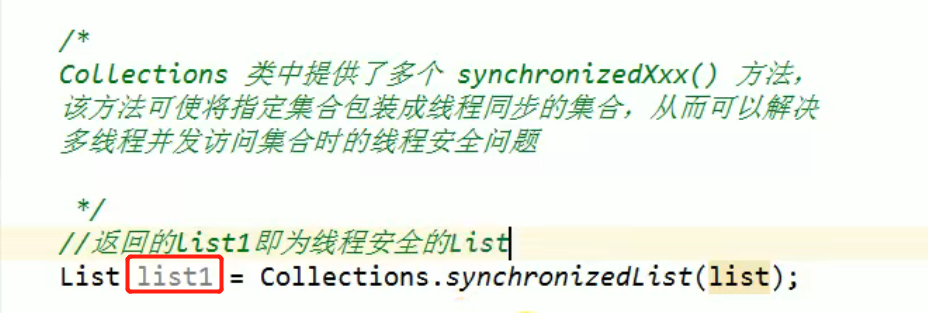 /*
Collections 类中提供了多个 synchronizedXxx() 方法，
该方法可使将指定集合包装成线程同步的集合，从而可以解决
多线程并发访问集合时的线程安全问题
*/
//返回的list1即为线程安全的List
List list1 = Collections.synchronizedList(list);